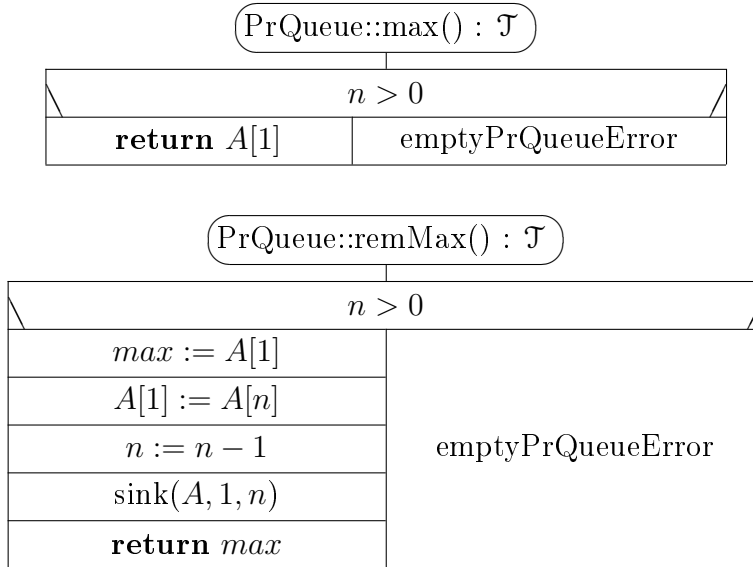 PrQueue::max() : 𝒯
n > 0
return A[1] emptyPrQueueError
PrQueue::remMax() : 𝒯
n > 0
max := A[1]
A[1] := A[n]
n := n − 1
emptyPrQueueError
sink(A, 1, n)
return max